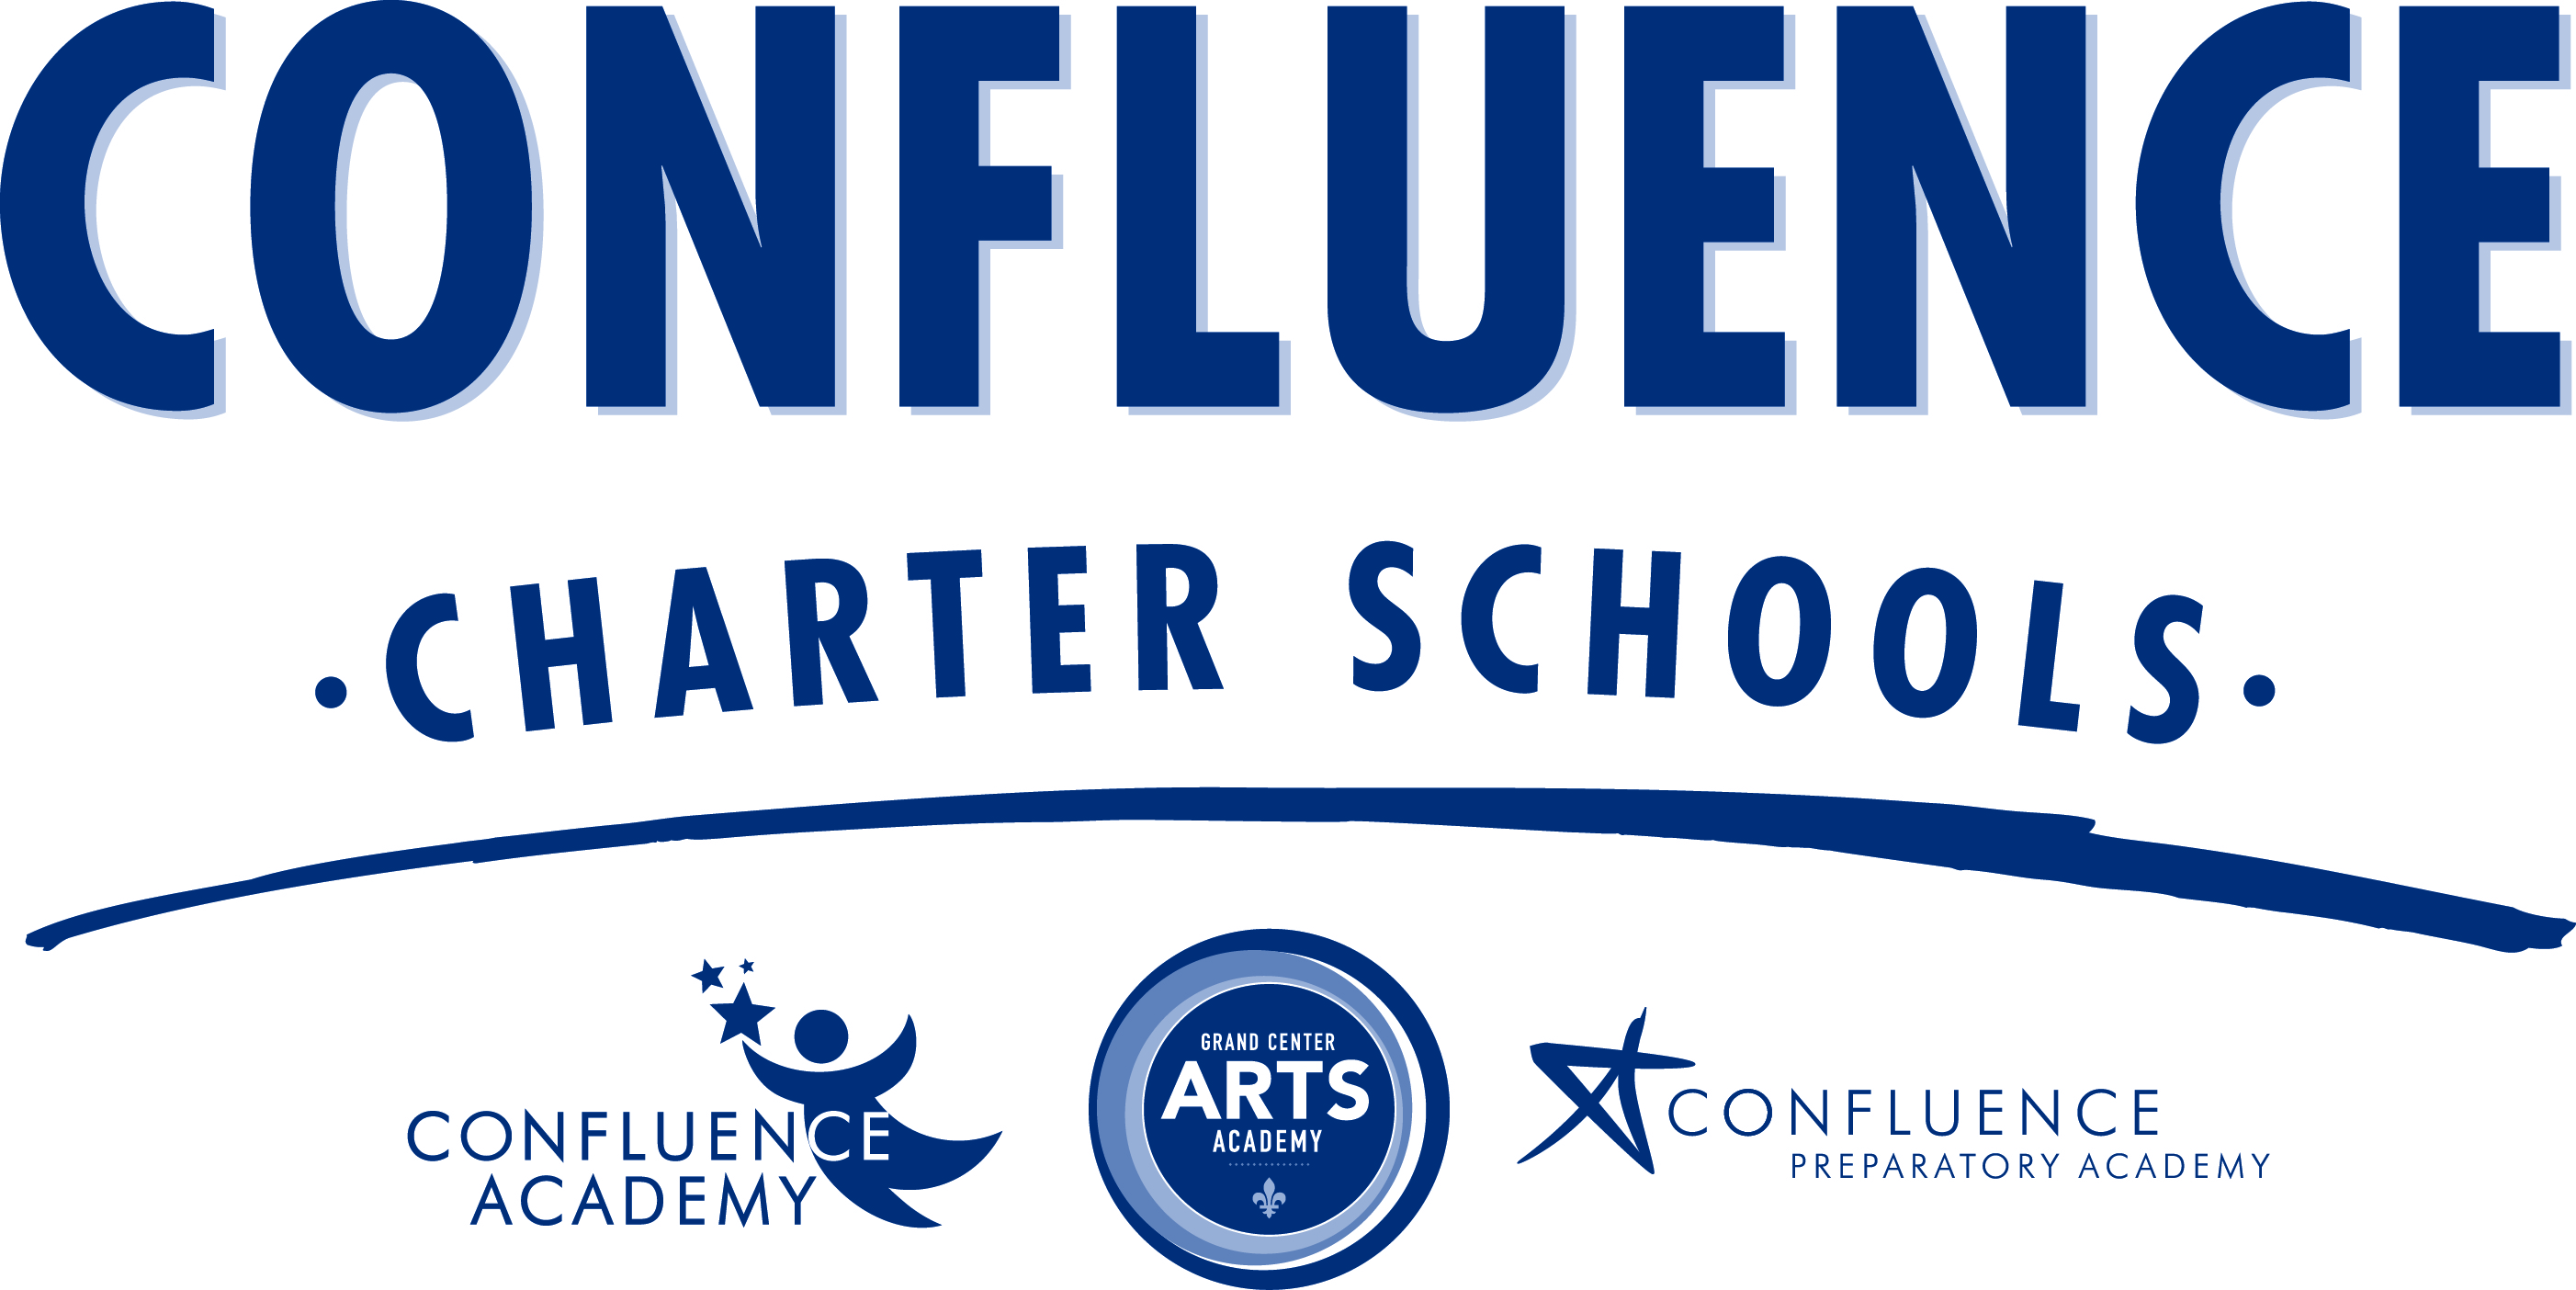 CONFLUENCE
·CHARTER SCHOOLS·
CONFLUENCE
ACADEMY
GRAND CENTER
ARTS
ACADEMY
CONFLUENCE
PREPARATORY ACADEMY